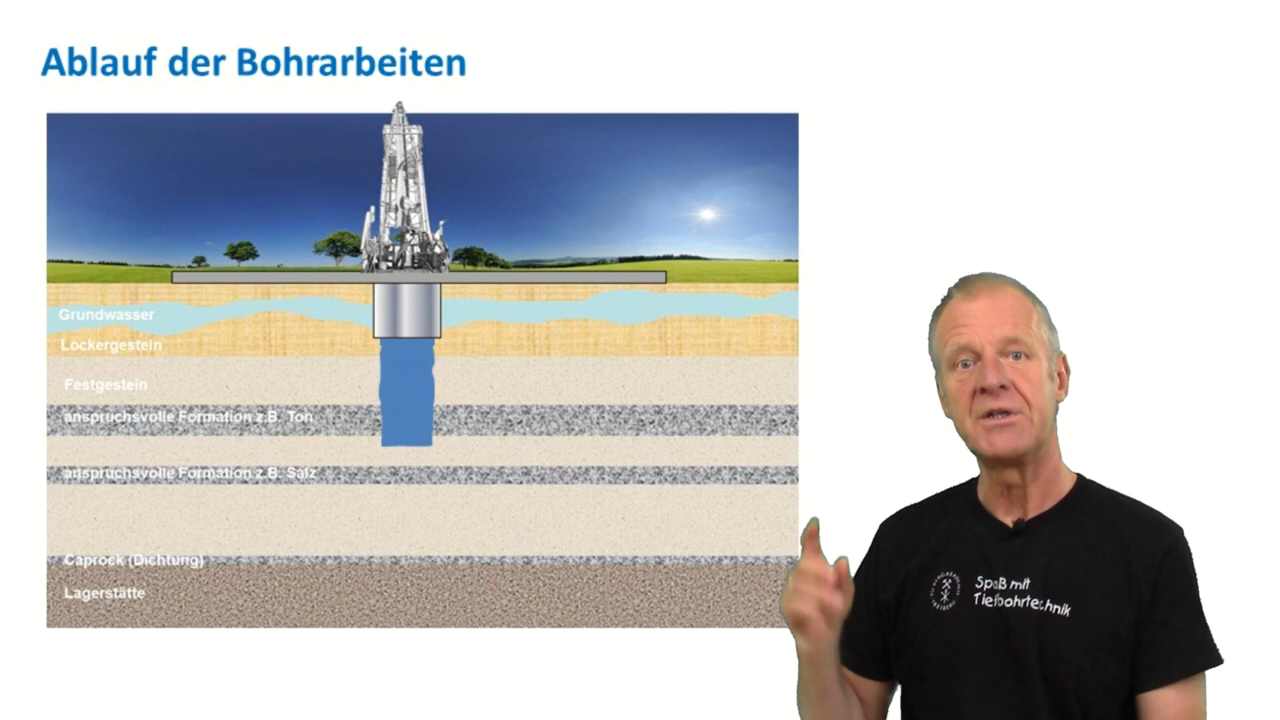 Ablauf der Bohrarbeiten
Grundwasser
Lockergestein
Festgestein
anspruchsvolle Formation z.B. Ton
anspruchsvolle Formation z.B. Salz
Caprock (Dichtung)
Lagerstätte
Spaß mit
Tiefbohrtechnik